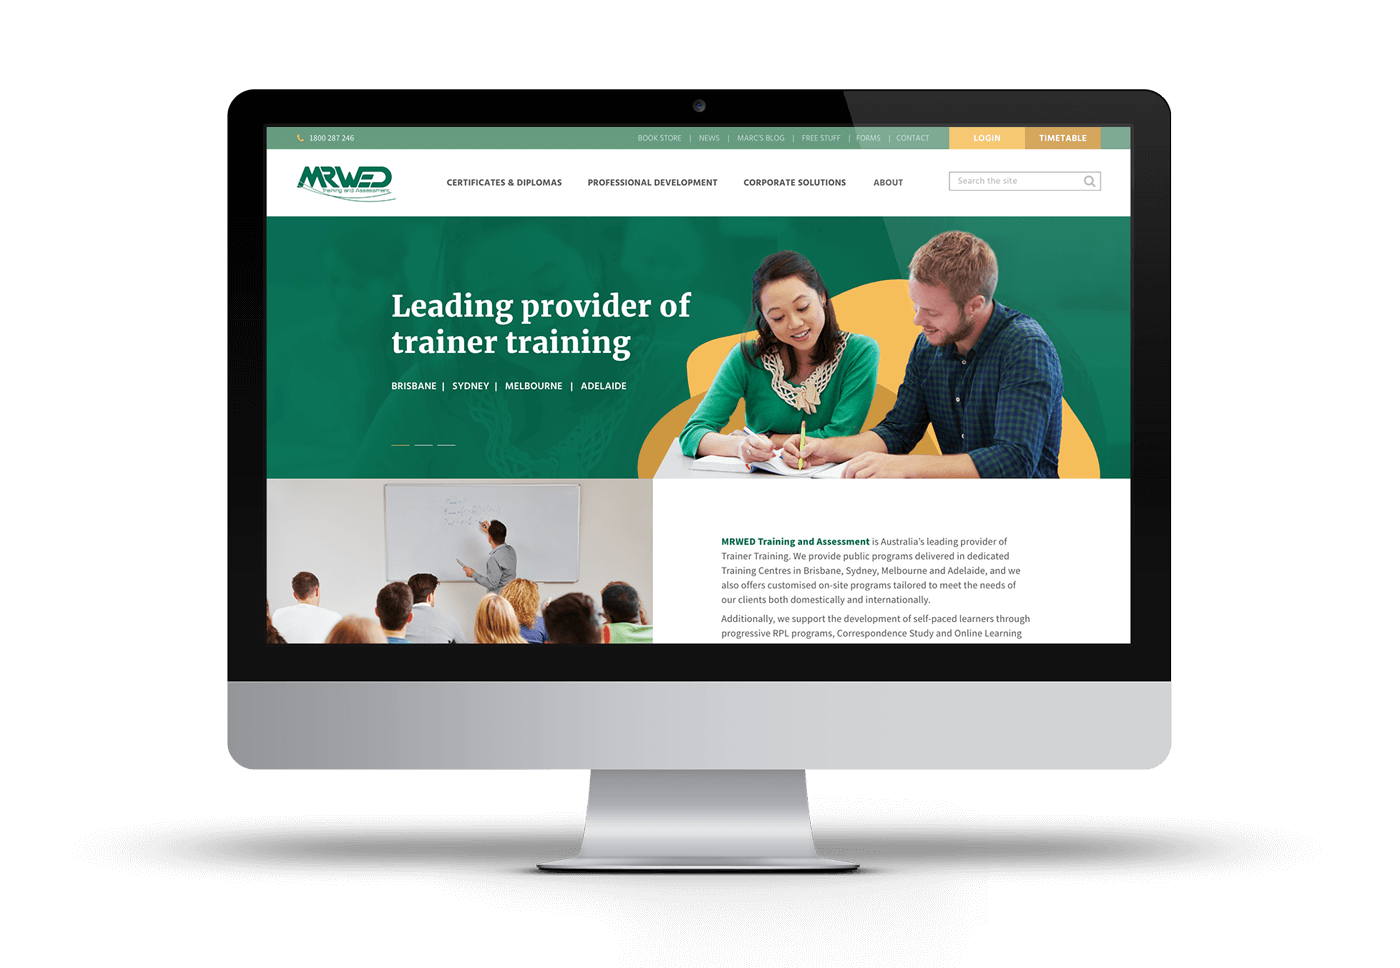 1800 287 246
BOOK STORE | NEWS | MARC'S BLOG | FREE STUFF | FORMS | CONTACT
LOGIN
TIMETABLE
MRWED
Training and Assessment
CERTIFICATES & DIPLOMAS
PROFESSIONAL DEVELOPMENT
CORPORATE SOLUTIONS
ABOUT
Search the site
Leading provider of
trainer training
BRISBANE | SYDNEY | MELBOURNE | ADELAIDE
MRWED Training and Assessment is Australia's leading provider of
Trainer Training. We provide public programs delivered in dedicated
Training Centres in Brisbane, Sydney, Melbourne and Adelaide, and we
also offers customised on-site programs tailored to meet the needs of
our clients both domestically and internationally.
Additionally, we support the development of self-paced learners through
progressive RPL programs, Correspondence Study and Online Learning